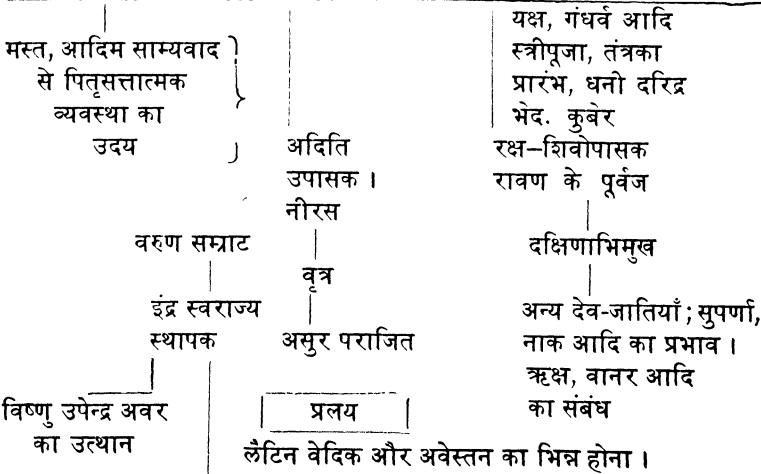 मस्त, आदिम साम्यवाद
से पितृसत्तात्मक
व्यवस्था का
उदय
अदिति
उपासक ।
नीरस
यक्ष, गंधर्व आदि
स्त्रीपूजा, तंत्रका
प्रारंभ, धनी दरिद्र
भेद. कुबेर
रक्ष–शिवोपासक
रावण के पूर्वज
वरुण सम्राट
वृत्र
दक्षिणाभिमुख
इंद्र स्वराज्य
स्थापक
असुर पराजित
अन्य देव-जातियाँ ; सुपर्णा,
नाक आदि का प्रभाव ।
ऋक्ष, वानर आदि
का संबंध
विष्णु उपेन्द्र अवर
का उत्थान
प्रलय
लैटिन वेदिक और अवेस्तन का भिन्न होना ।